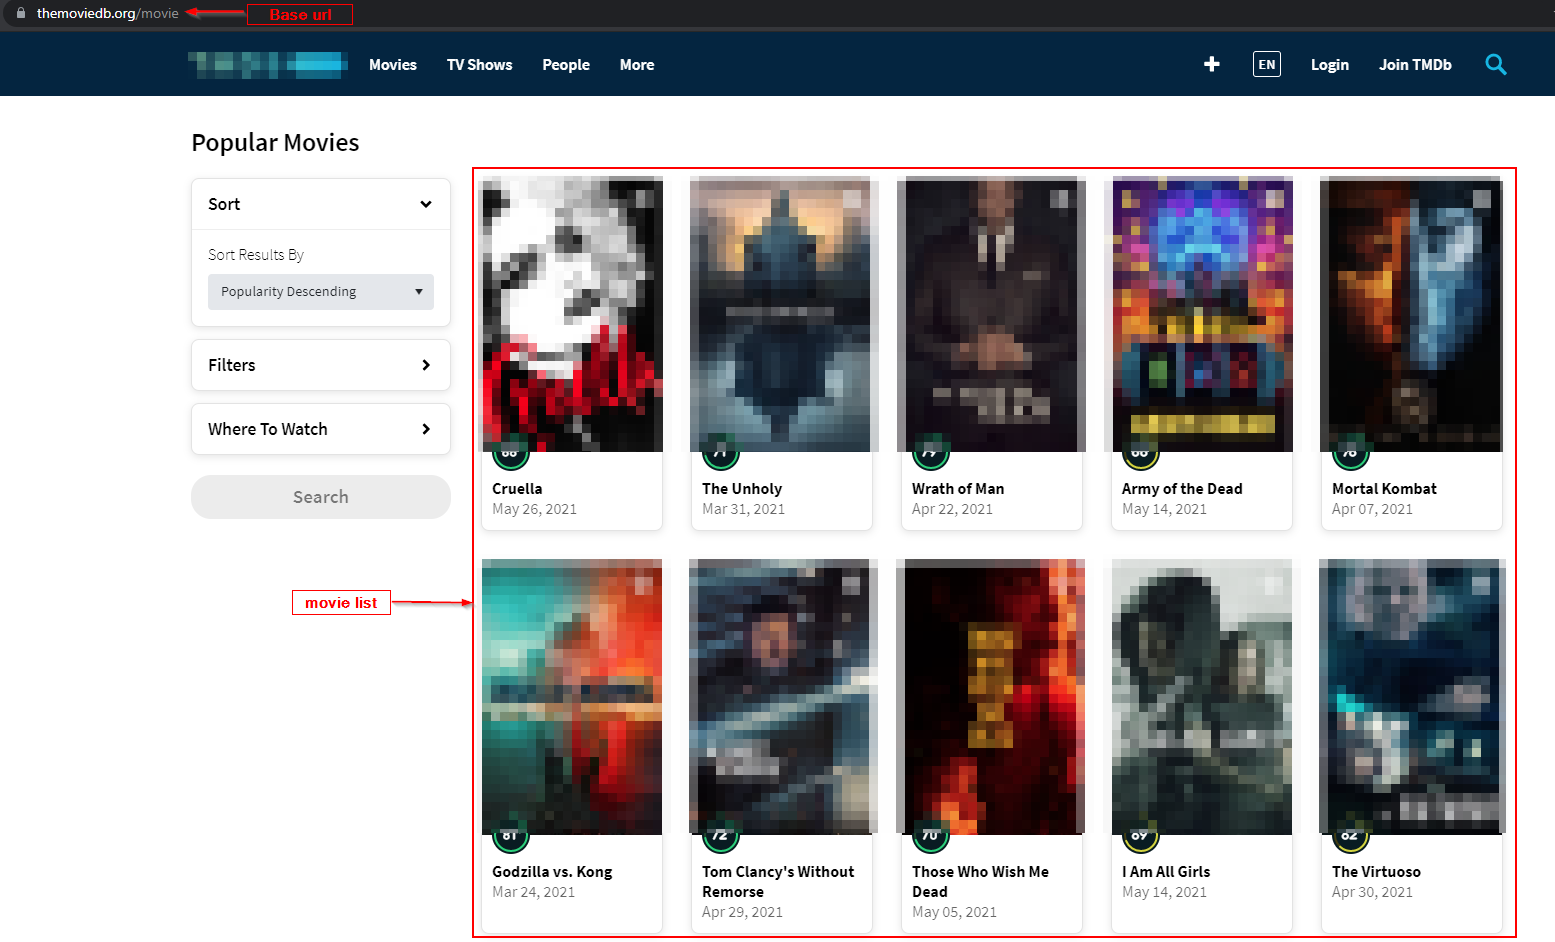 themoviedb.org/movie
Base url
Movies TV Shows People More
EN Login Join TMDb
Popular Movies
Sort
Sort Results By
Popularity Descending
Filters
Where To Watch
Search
movie list
Cruella
May 26, 2021
71
The Unholy
Mar 31, 2021
79
Wrath of Man
Apr 22, 2021
Army of the Dead
May 14, 2021
76
Mortal Kombat
Apr 07, 2021
81
Godzilla vs. Kong
Mar 24, 2021
72
Tom Clancy's Without
Remorse
Apr 29, 2021
70
Those Who Wish Me
Dead
May 05, 2021
69
I Am All Girls
May 14, 2021
62
The Virtuoso
Apr 30, 2021